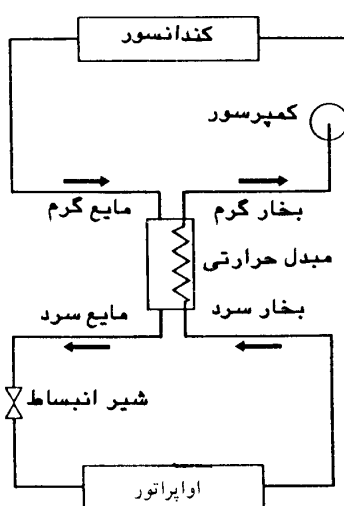 کندانسور
کمپرسور
مایع گرم
بخار گرم
مبدل حرارتی
مایع سرد
بخار سرد
شیر انبساط
اواپراتور